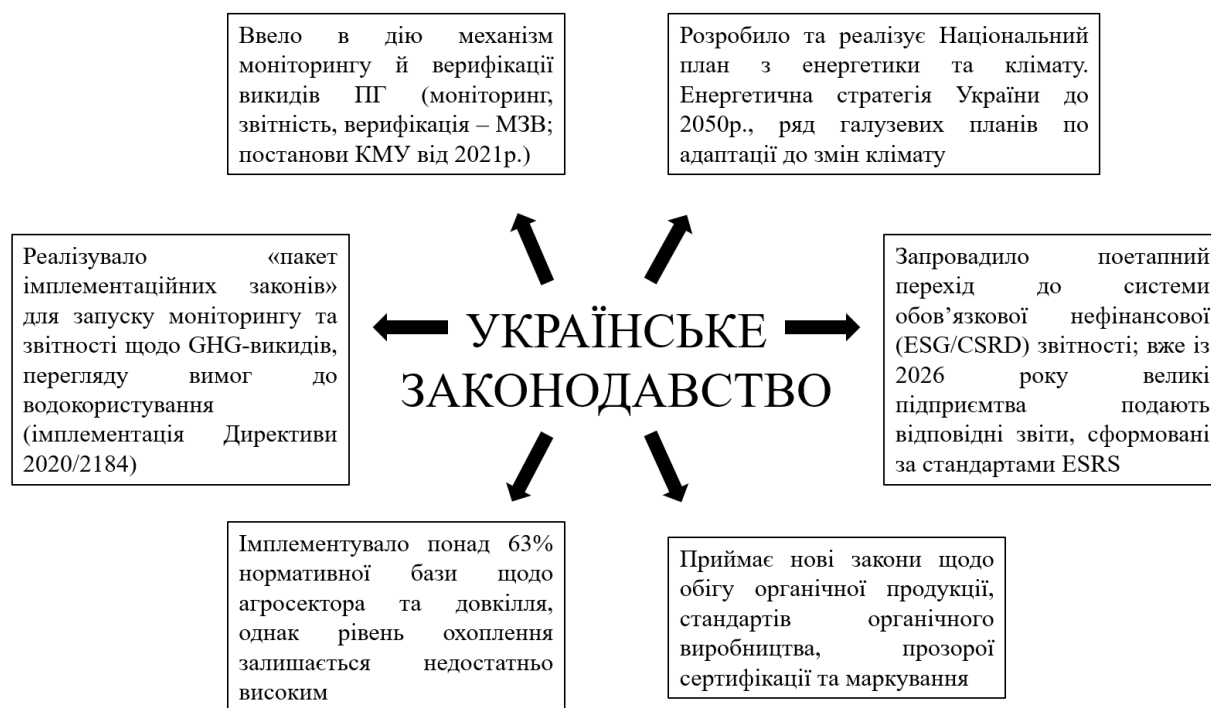 Ввело в дію механізм
моніторингу й верифікації
викидів ПГ (моніторинг,
звітність, верифікація – МЗВ;
постанови КМУ від 2021р.)
Розробило та реалізує Національний
план з енергетики та клімату.
Енергетична стратегія України до
2050р., ряд галузевих планів по
адаптації до змін клімату
Реалізувало «пакет
імплементаційних законів»
для запуску моніторингу та
звітності щодо GHG-викидів,
перегляду вимог до
водокористування
(імплементація Директиви
2020/2184)
УКРАЇНСЬКЕ
ЗАКОНОДАВСТВО
Запровадило поетапний
перехід до системи
обов’язкової нефінансової
(ESG/CSRD) звітності; вже із
2026 року великі
підприємтва подають
відповідні звіти, сформовані
за стандартами ESRS
Імплементувало понад 63%
нормативної бази щодо
агросектора та довкілля,
однак рівень охоплення
залишається недостатньо
високим
Приймає нові закони щодо
обігу органічної продукції,
стандартів органічного
виробництва, прозорої
сертифікації та маркування